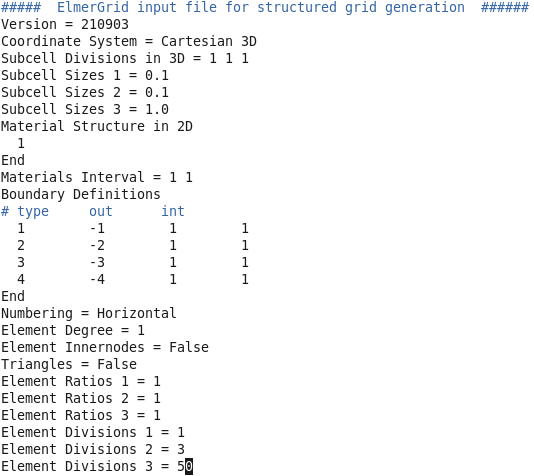 #####  ElmerGrid input file for structured grid generation  ######
Version = 210903
Coordinate System = Cartesian 3D
Subcell Divisions in 3D = 1 1 1
Subcell Sizes 1 = 0.1
Subcell Sizes 2 = 0.1
Subcell Sizes 3 = 1.0
Material Structure in 2D
  1
End
Materials Interval = 1 1
Boundary Definitions
# type     out      int
  1        -1        1        1
  2        -2        1        1
  3        -3        1        1
  4        -4        1        1
End
Numbering = Horizontal
Element Degree = 1
Element Innernodes = False
Triangles = False
Element Ratios 1 = 1
Element Ratios 2 = 1
Element Ratios 3 = 1
Element Divisions 1 = 1
Element Divisions 2 = 3
Element Divisions 3 = 50